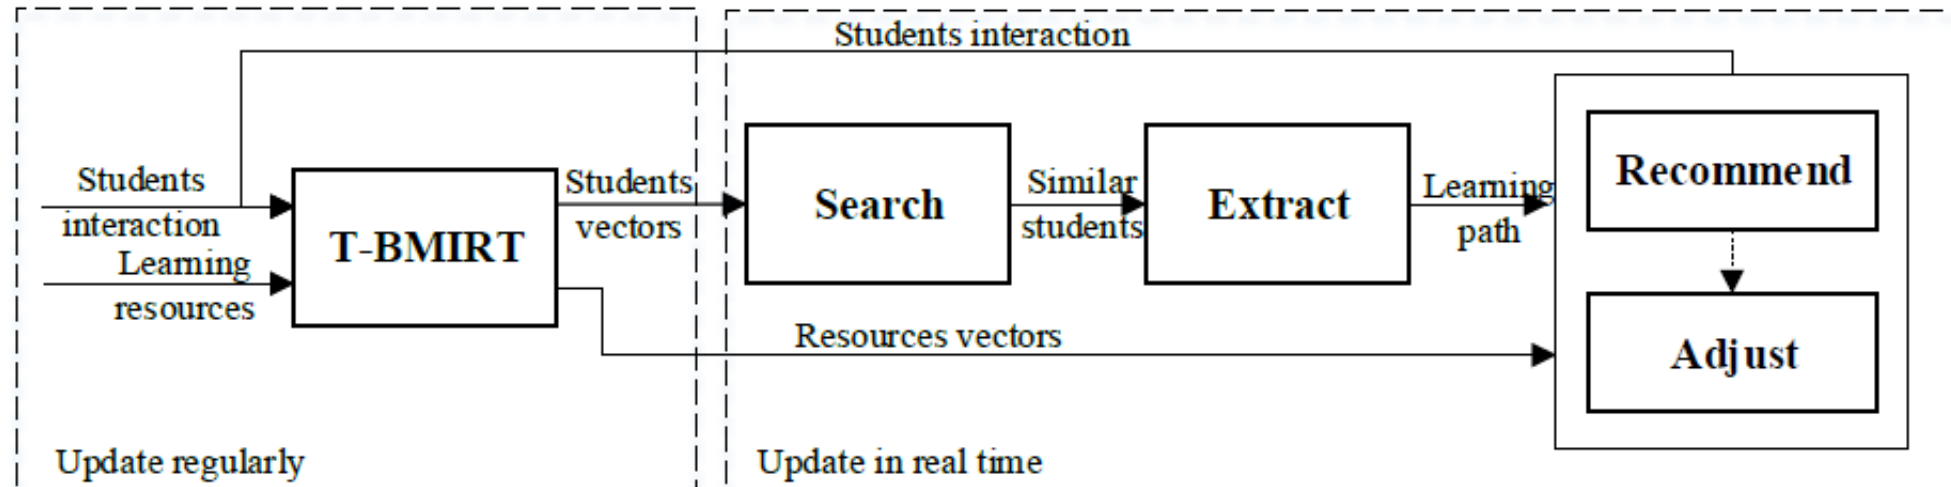 Students interaction
Students
interaction
Learning
resources
T-BMIRT
Students
vectors
Search
Similar
students
Extract
Learning
path
Recommend
Adjust
Resources vectors
Update regularly
Update in real time